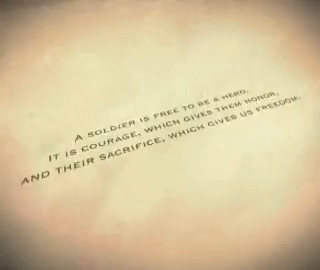 A SOLDIER IS FREE TO BE A HERO.
IT IS COURAGE, WHICH GIVES THEM HONOR,
AND THEIR SACRIFICE, WHICH GIVES US FREEDOM.